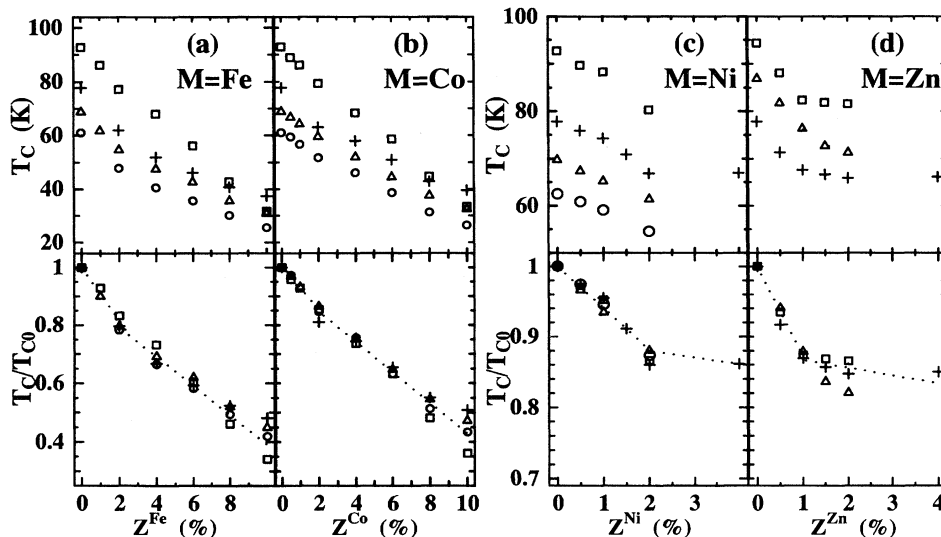 (a) (b) (c) (d)
M=Fe M=Co M=Ni M=Zn
T_C (K) T_C (K)
100 100
80 80
60 60
40
20
T_C/T_C0 T_C/T_C0
1 1
0.8 0.9
0.6 0.8
0.4 0.7
0 2 4 6 8 0 2 4 6 8 10 0 1 2 3 0 1 2 3 4
Z^Fe (%) Z^Co (%) Z^Ni (%) Z^Zn (%)